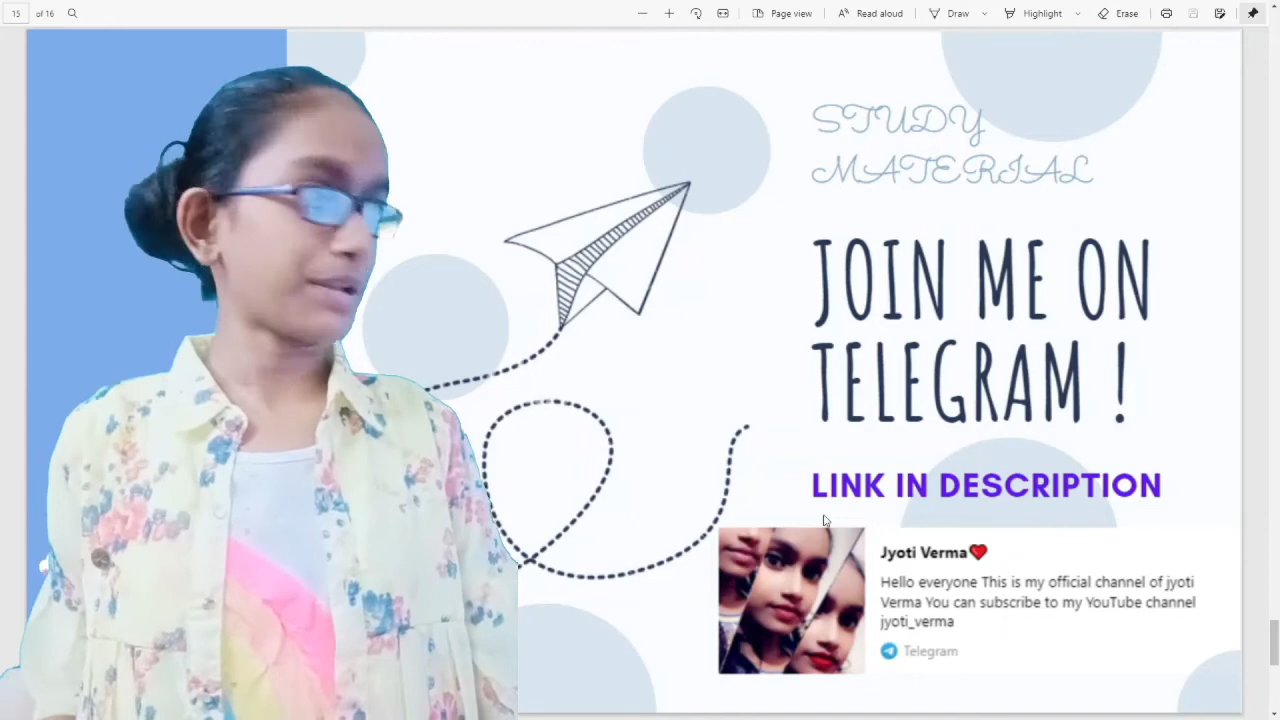 15 of 16 Page view Read aloud Draw Highlight Erase
STUDY
MATERIAL
JOIN ME ON
TELEGRAM !
LINK IN DESCRIPTION
Jyoti Verma❤
Hello everyone This is my official channel of jyoti
Verma You can subscribe to my YouTube channel
jyoti_verma
Telegram